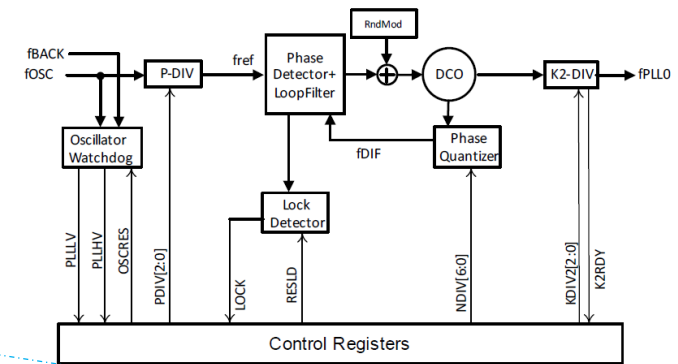 RndMod
fBACK
fOSC
P-DIV
fref
Phase
Detector+
LoopFilter
DCO
K2-DIV
fPLL0
Oscillator
Watchdog
fDIF
Phase
Quantizer
Lock
Detector
PLLLV
PLLHV
OSCRES
PDIV[2:0]
LOCK
RESLD
NDIV[6:0]
KDIV2[2:0]
K2RDY
Control Registers